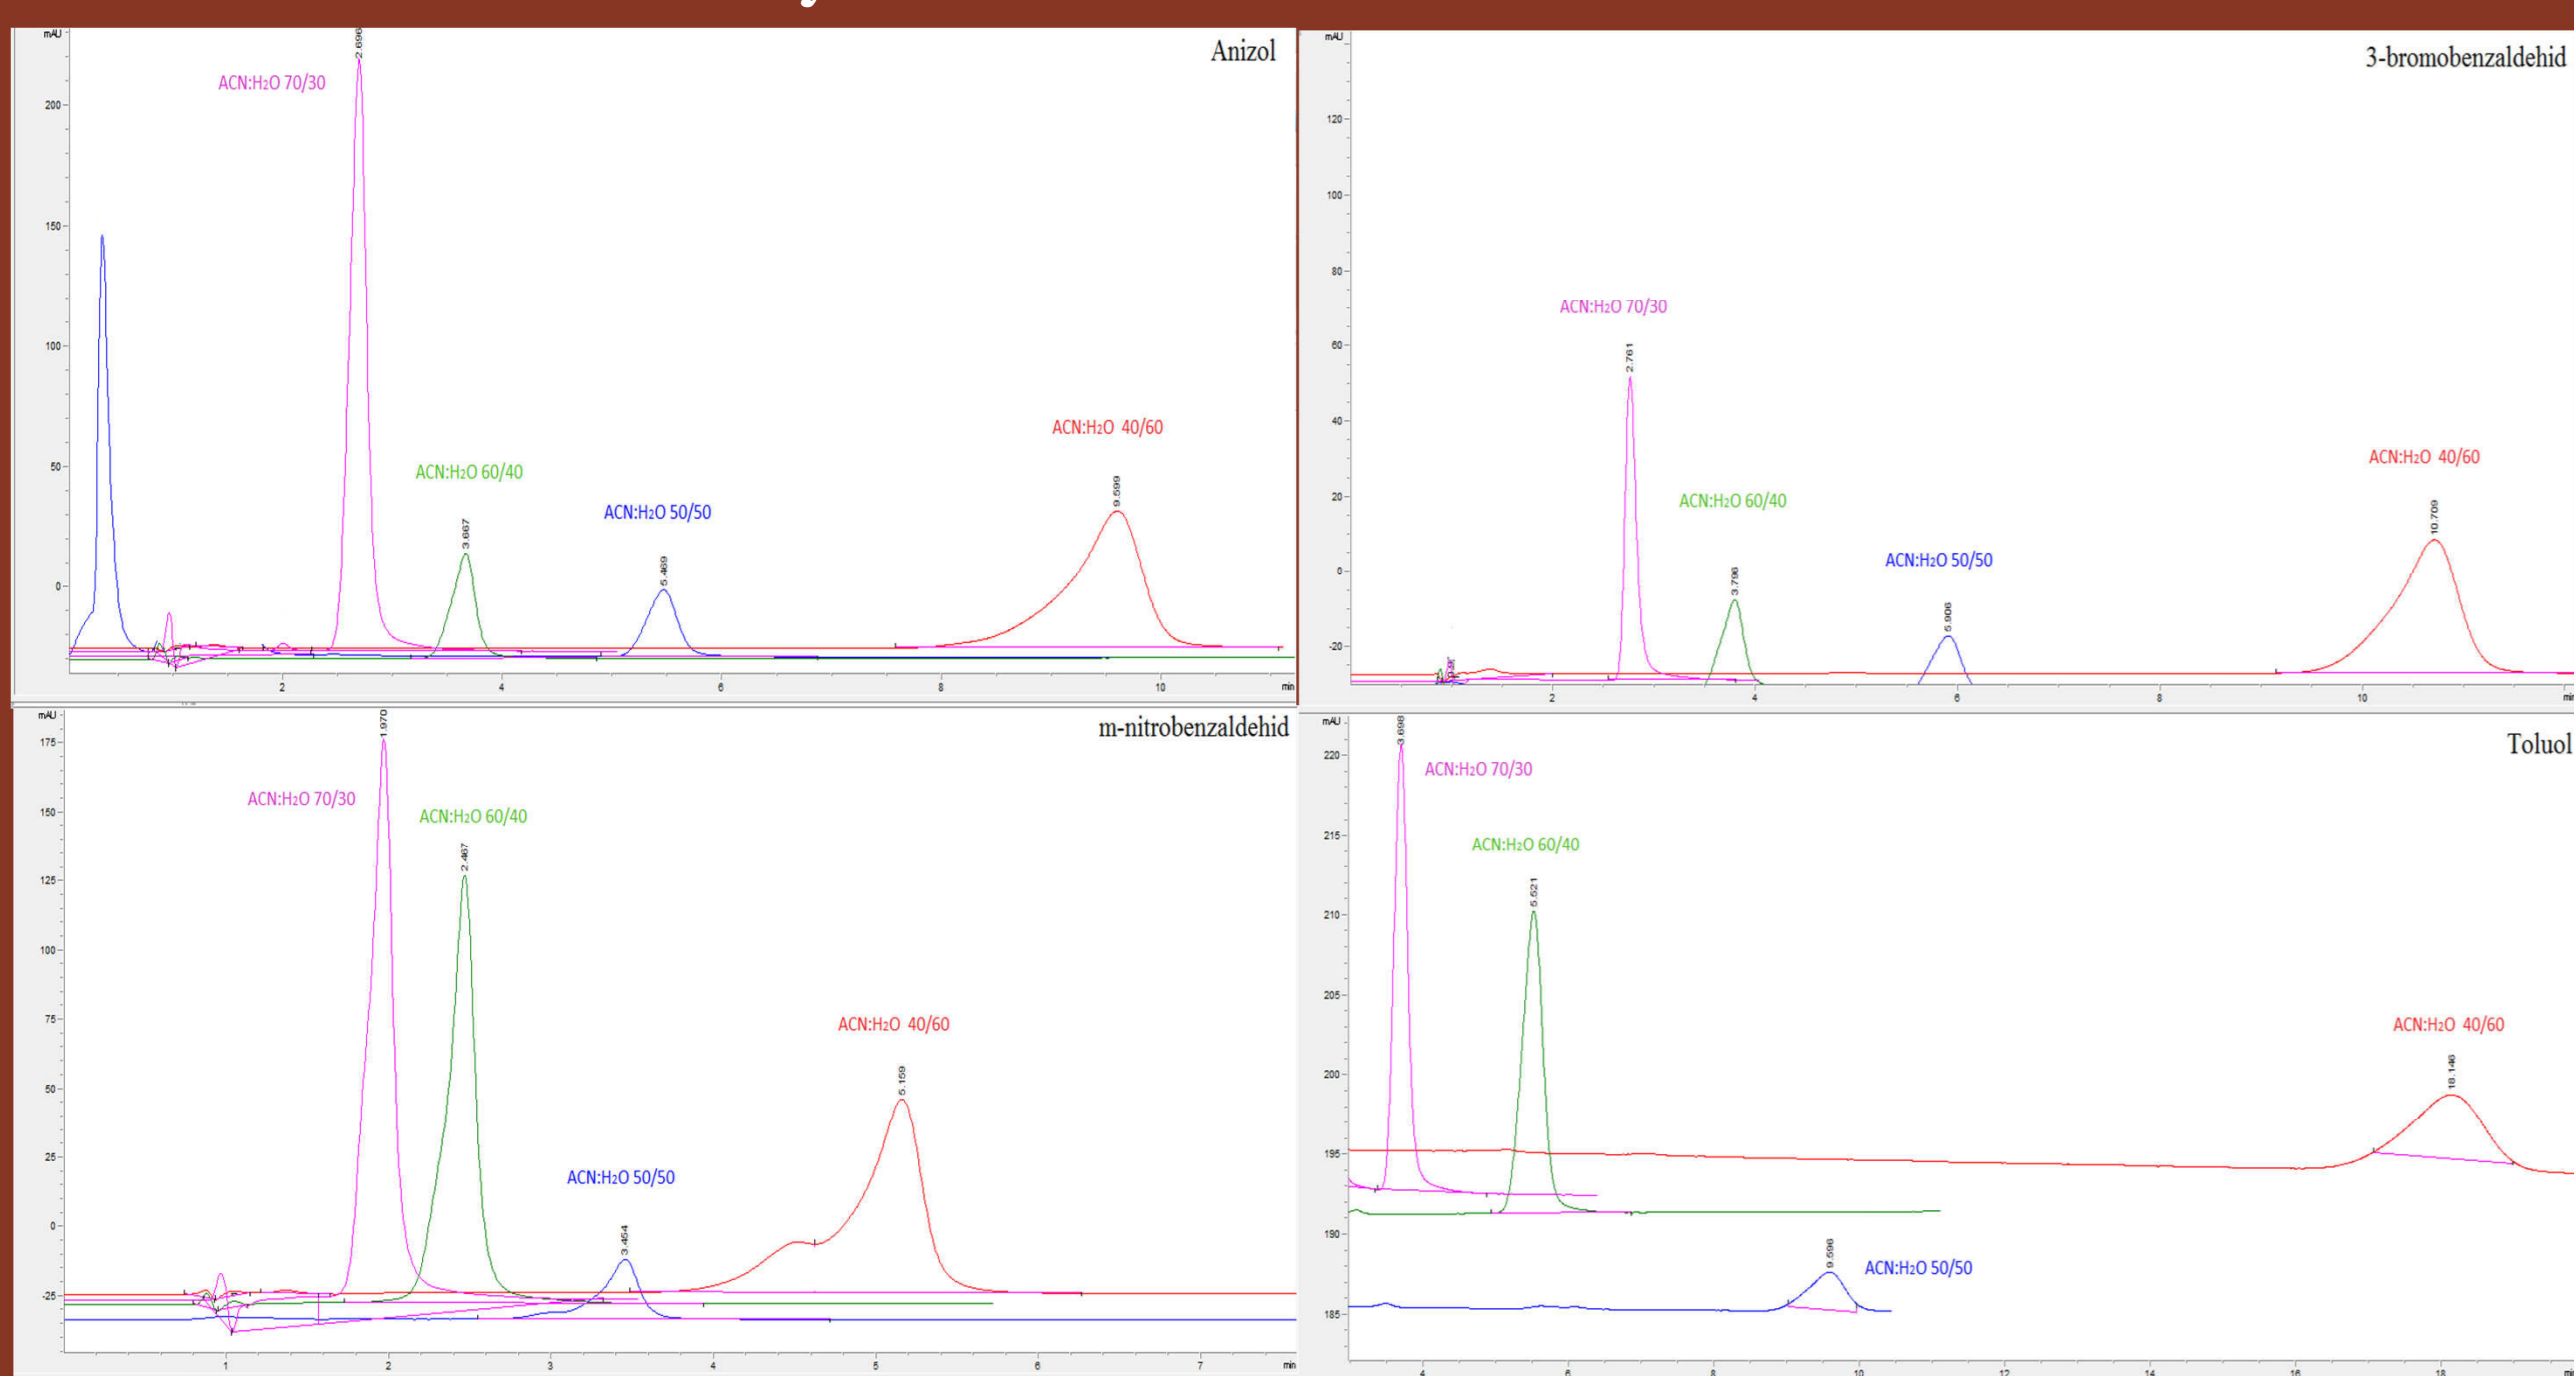 mAU
2.696
Anizol
ACN:H₂O 70/30
200
150
ACN:H₂O 40/60
100
ACN:H₂O 60/40
50
9.599
ACN:H₂O 50/50
3.667
5.469
0
2 4 6 8 10 min
mAU
3-bromobenzaldehid
120
100
80
ACN:H₂O 70/30
60
2.761
40
ACN:H₂O 40/60
20
ACN:H₂O 60/40
10.709
ACN:H₂O 50/50
0
3.796
5.906
-20
2 4 6 8 10 min
mAU
1.970
m-nitrobenzaldehid
175
ACN:H₂O 70/30
150
ACN:H₂O 60/40
2.467
125
100
ACN:H₂O 40/60
75
5.159
50
25
ACN:H₂O 50/50
3.454
0
-25
1 2 3 4 5 6 7 min
mAU
3.698
Toluol
220
ACN:H₂O 70/30
215
ACN:H₂O 60/40
5.521
210
205
ACN:H₂O 40/60
200
18.146
195
190
9.596
ACN:H₂O 50/50
185
4 6 8 10 12 14 16 18